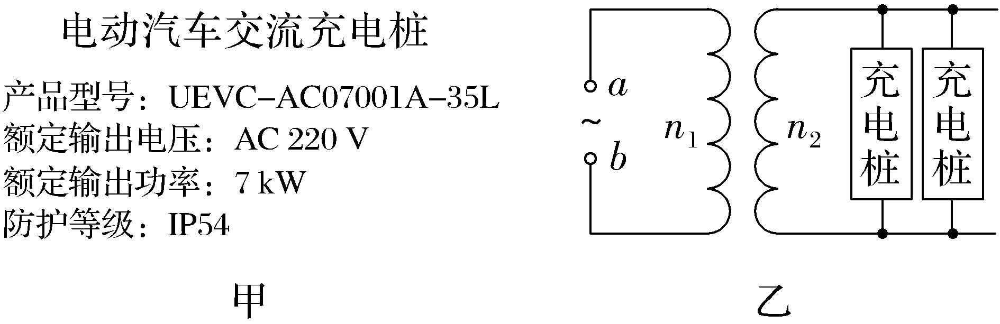 电动汽车交流充电桩
产品型号：UEVC-AC07001A-35L
额定输出电压：AC 220 V
额定输出功率：7 kW
防护等级：IP54
甲
a
~
b
n₁
n₂
充电桩
充电桩
乙